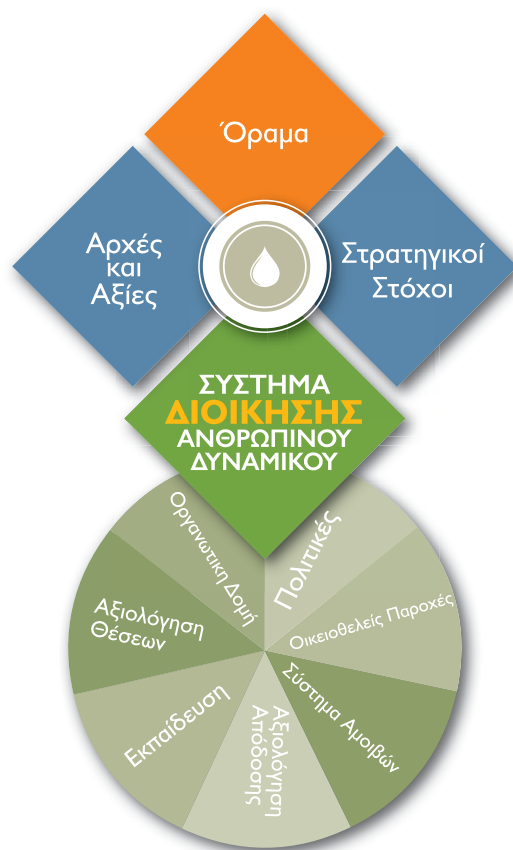 Όραμα
Αρχές
και
Αξίες
Στρατηγικοί
Στόχοι
ΣΥΣΤΗΜΑ
ΔΙΟΙΚΗΣΗΣ
ΑΝΘΡΩΠΙΝΟΥ
ΔΥΝΑΜΙΚΟΥ
Οργανωτικη Δομή
Πολιτικές
Αξιολόγηση
Θέσεων
Οικειοθελείς Παροχές
Εκπαίδευση
Αξιολόγηση
Απόδοσης
Σύστημα Αμοιβών